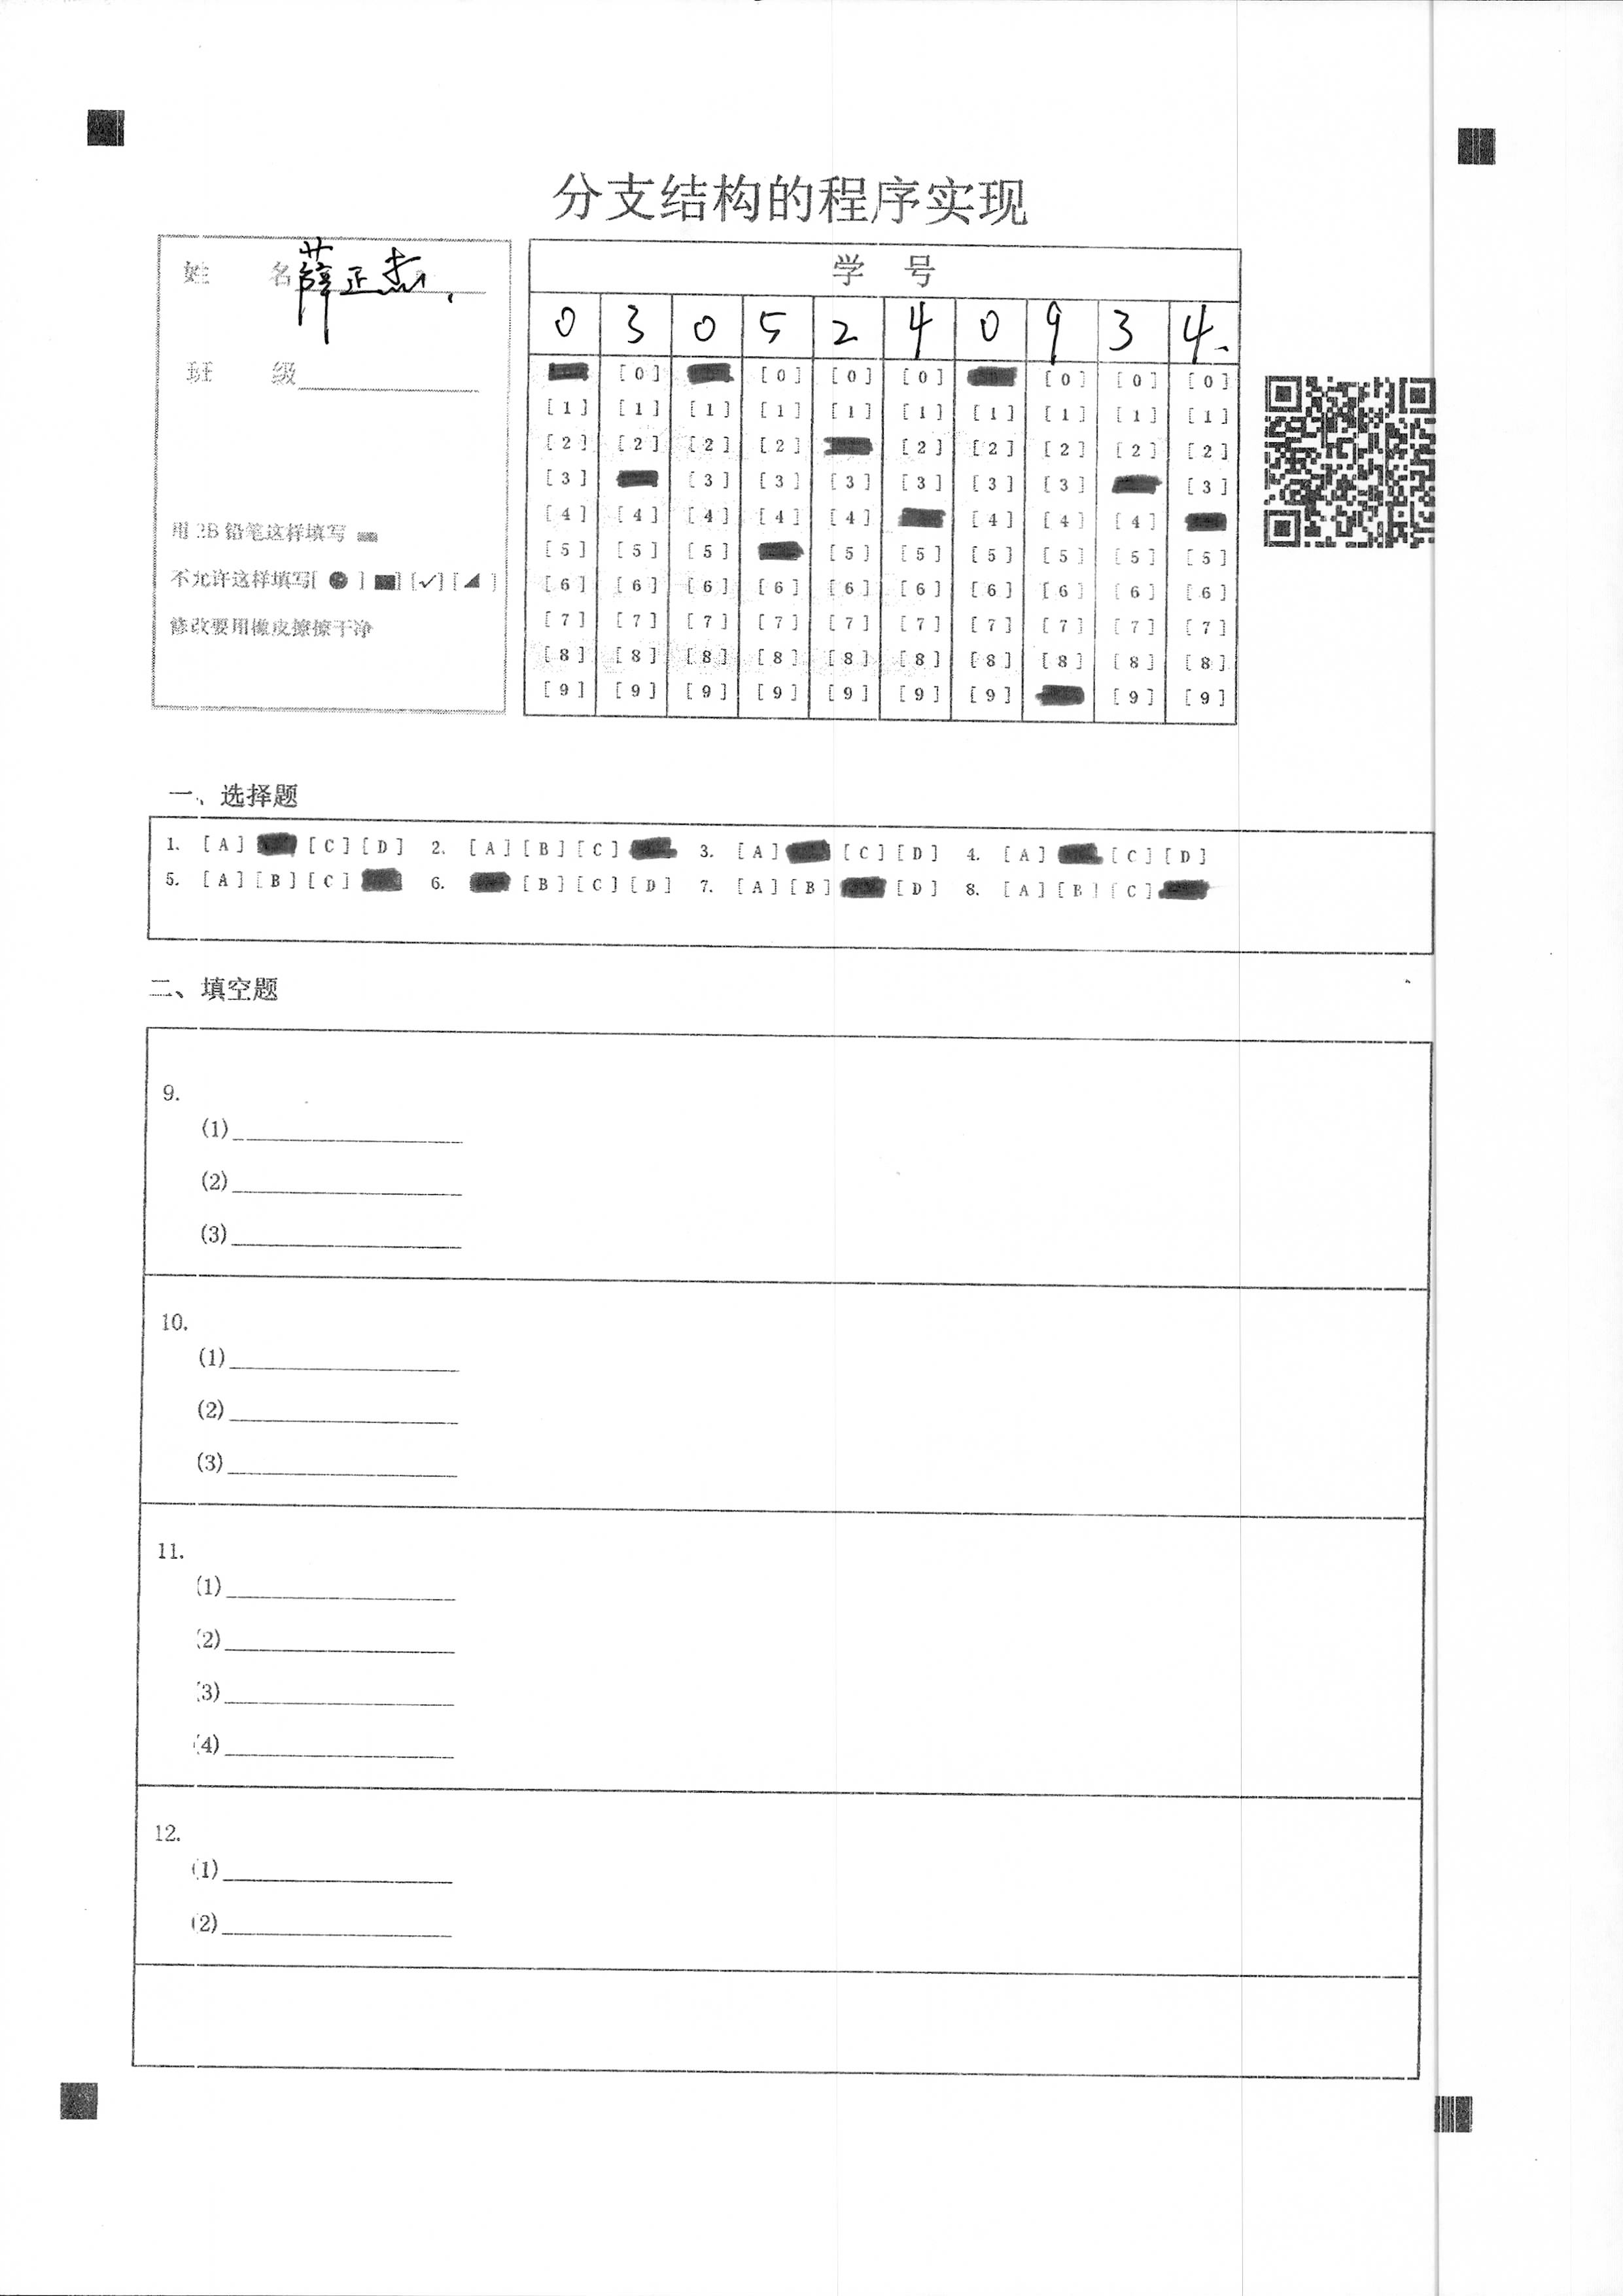 分支结构的程序实现
姓 名 薛正杰
班 级
用 2B 铅笔这样填写
不允许这样填写[ ● ] ■] [✓] [◢ ]
修改要用橡皮擦擦干净
学 号
0 3 0 5 2 4 0 9 3 4
[0] [0] [0] [0] [0] [0] [0]
[1] [1] [1] [1] [1] [1] [1] [1] [1] [1]
[2] [2] [2] [2] [2] [2] [2] [2] [2]
[3] [3] [3] [3] [3] [3] [3] [3]
[4] [4] [4] [4] [4] [4] [4] [4]
[5] [5] [5] [5] [5] [5] [5] [5] [5]
[6] [6] [6] [6] [6] [6] [6] [6] [6] [6]
[7] [7] [7] [7] [7] [7] [7] [7] [7] [7]
[8] [8] [8] [8] [8] [8] [8] [8] [8] [8]
[9] [9] [9] [9] [9] [9] [9] [9] [9]
一、选择题
1. [A] [C] [D] 2. [A] [B] [C] 3. [A] [C] [D] 4. [A] [C] [D]
5. [A] [B] [C] 6. [B] [C] [D] 7. [A] [B] [D] 8. [A] [B] [C]
二、填空题
9.
(1)
(2)
(3)
10.
(1)
(2)
(3)
11.
(1)
(2)
(3)
(4)
12.
(1)
(2)